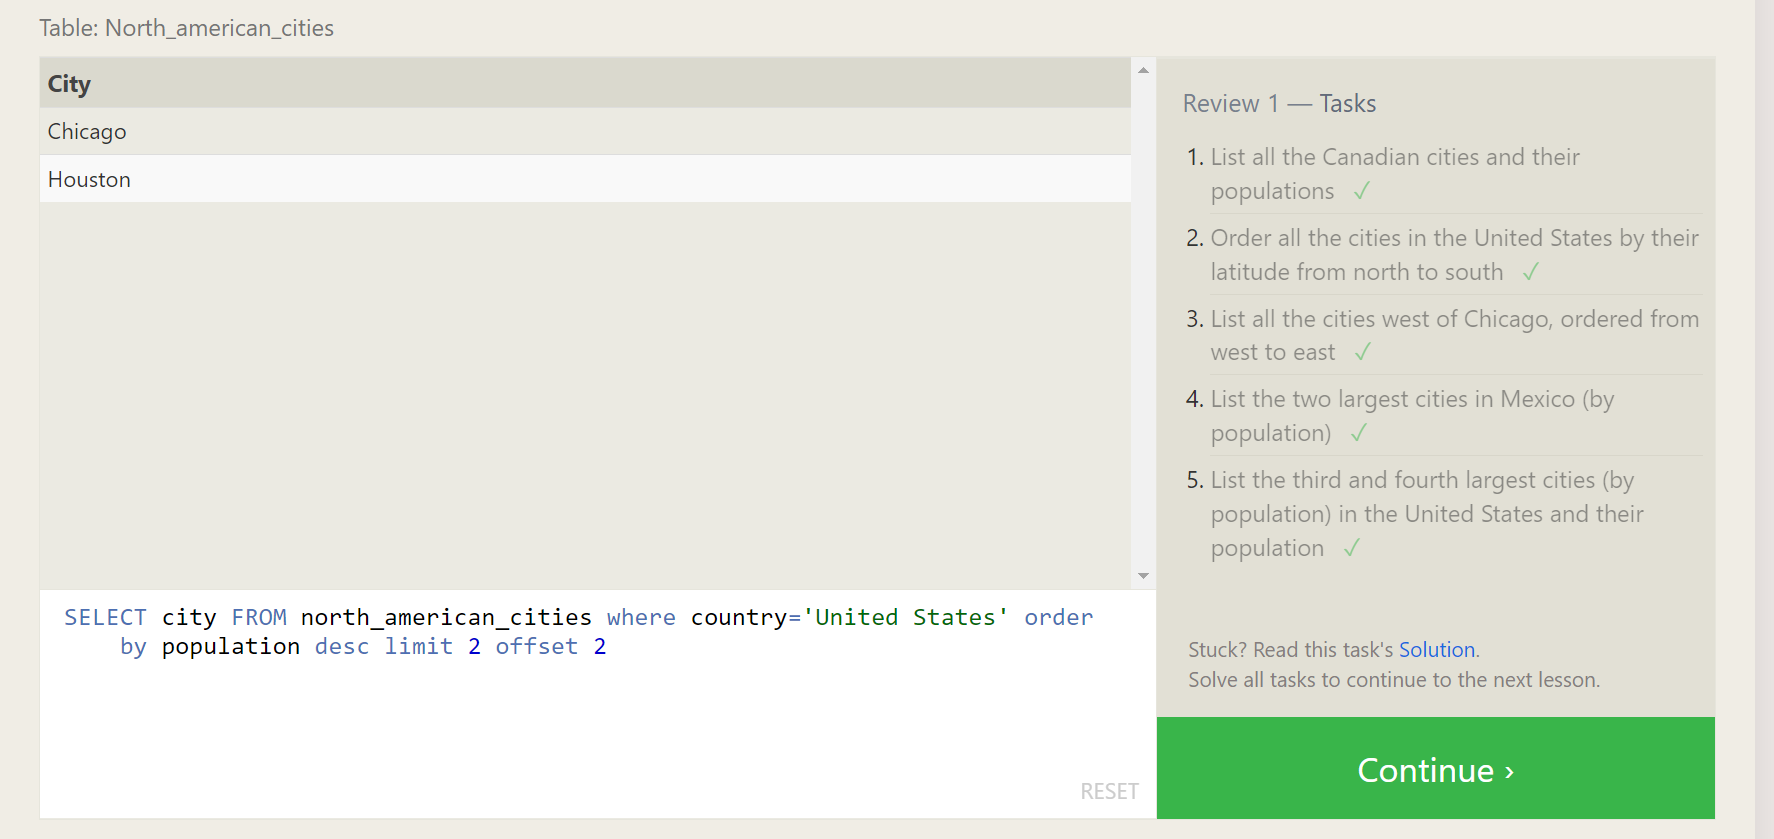 Table: North_american_cities
City
Chicago
Houston
SELECT city FROM north_american_cities where country='United States' order
by population desc limit 2 offset 2
RESET
Review 1 — Tasks
1. List all the Canadian cities and their
populations ✓
2. Order all the cities in the United States by their
latitude from north to south ✓
3. List all the cities west of Chicago, ordered from
west to east ✓
4. List the two largest cities in Mexico (by
population) ✓
5. List the third and fourth largest cities (by
population) in the United States and their
population ✓
Stuck? Read this task's Solution.
Solve all tasks to continue to the next lesson.
Continue ›